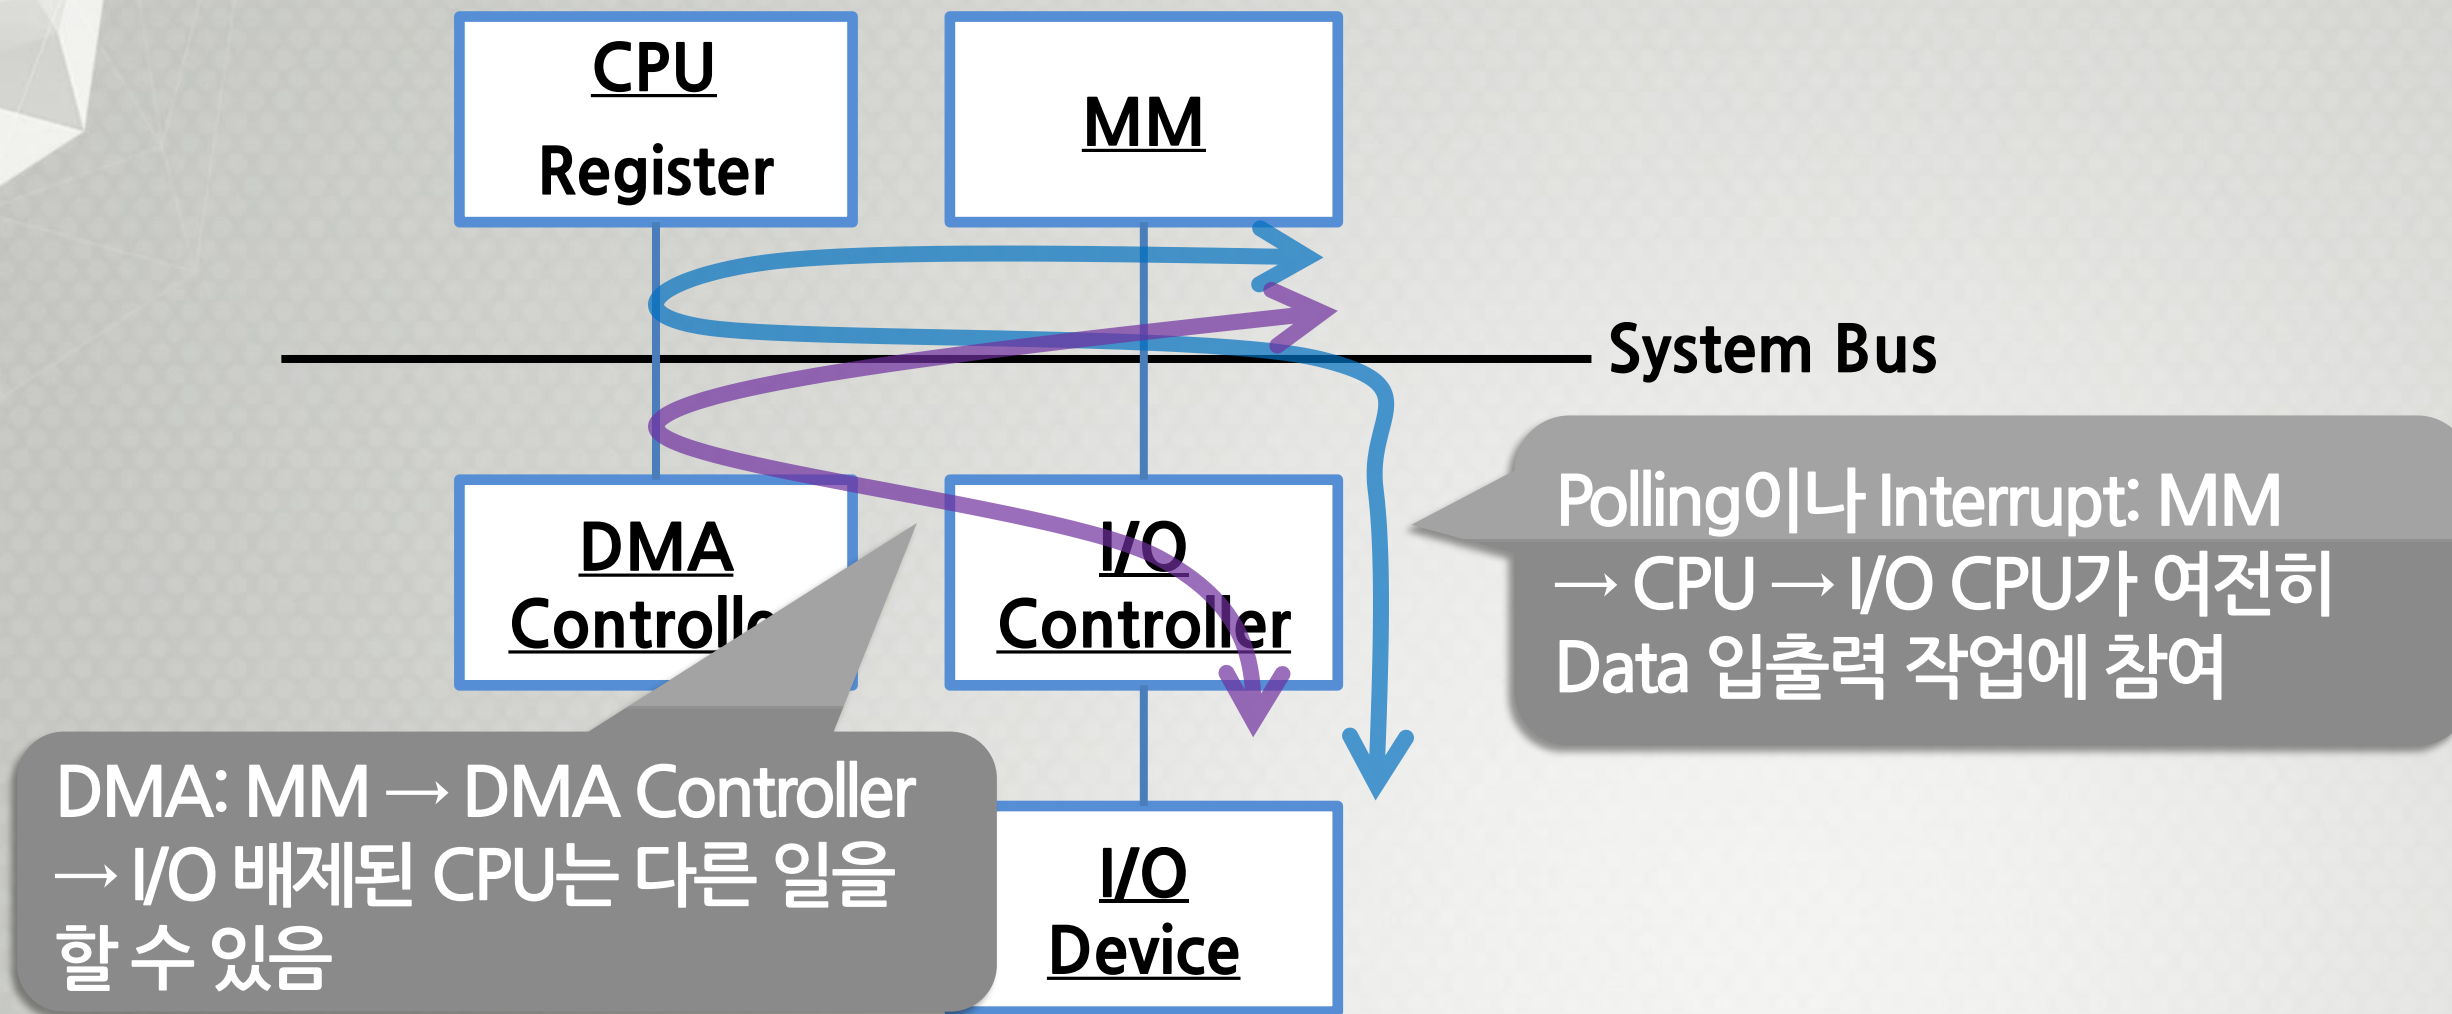 CPU
Register
MM
System Bus
DMA
I/O
Controller
Polling이나 Interrupt: MM
→ CPU → I/O CPU가 여전히
Data 입출력 작업에 참여
DMA: MM → DMA Controller
→ I/O 배제된 CPU는 다른 일을
할 수 있음
I/O
Device